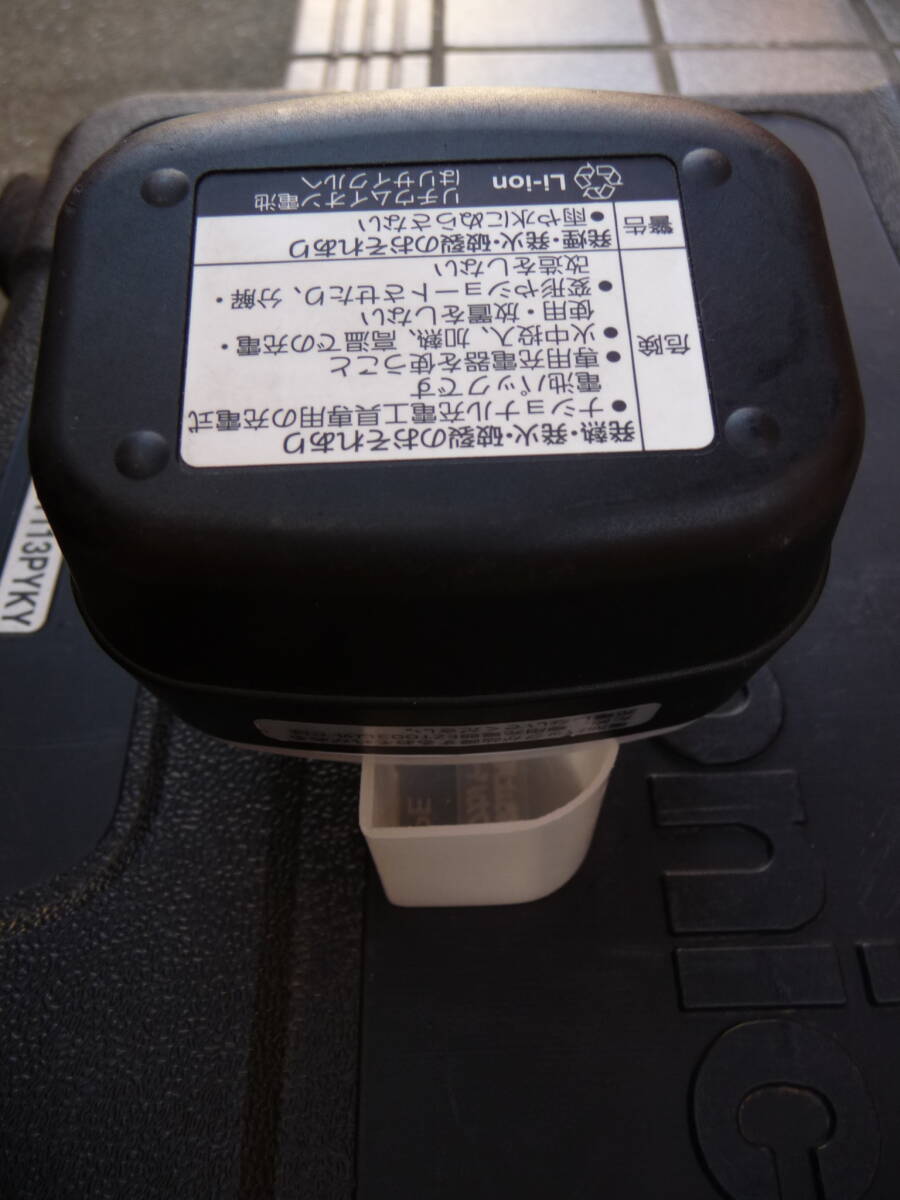 危険
発熱・発火・破裂のおそれあり
●ナショナル充電工具専用の充電式
電池パックです
●専用充電器を使うこと
●火中投入、加熱、高温での充電・
使用・放置をしない
●変形やショートさせたり、分解・
改造をしない
警告
発煙・発火・破裂のおそれあり
●雨や水にぬらさない
Li-ion
リチウムイオン電池
はリサイクルへ
113PYKY
nic